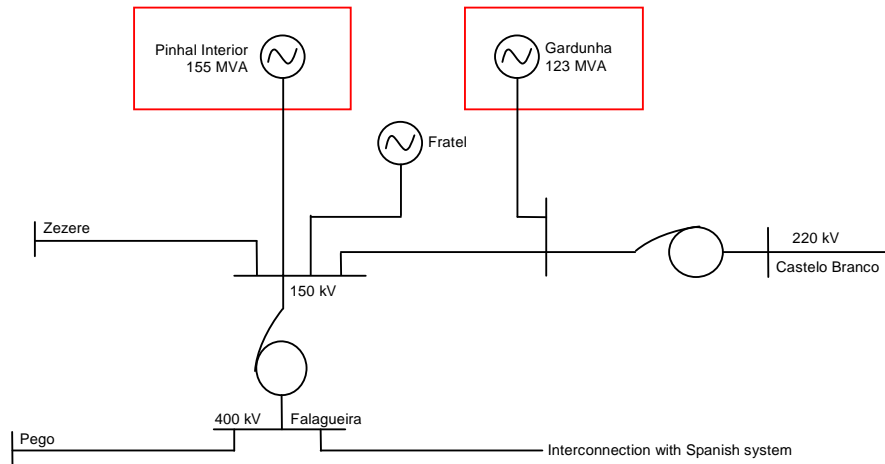 Pinhal Interior
155 MVA
Gardunha
123 MVA
Fratel
Zezere
220 kV
Castelo Branco
150 kV
400 kV
Falagueira
Pego
Interconnection with Spanish system